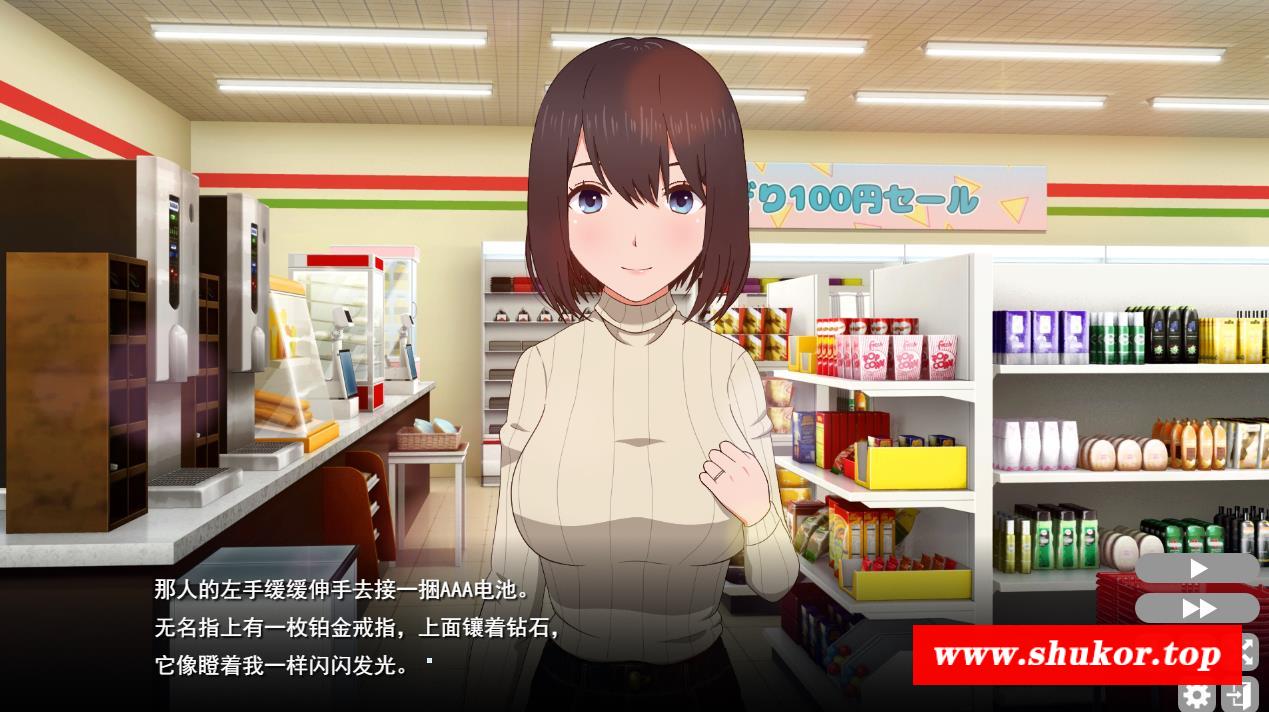 ぎり100円セール
那人的左手缓缓伸手去接一捆AAA电池。
无名指上有一枚铂金戒指，上面镶着钻石，
它像瞪着我一样闪闪发光。
www.shukor.top